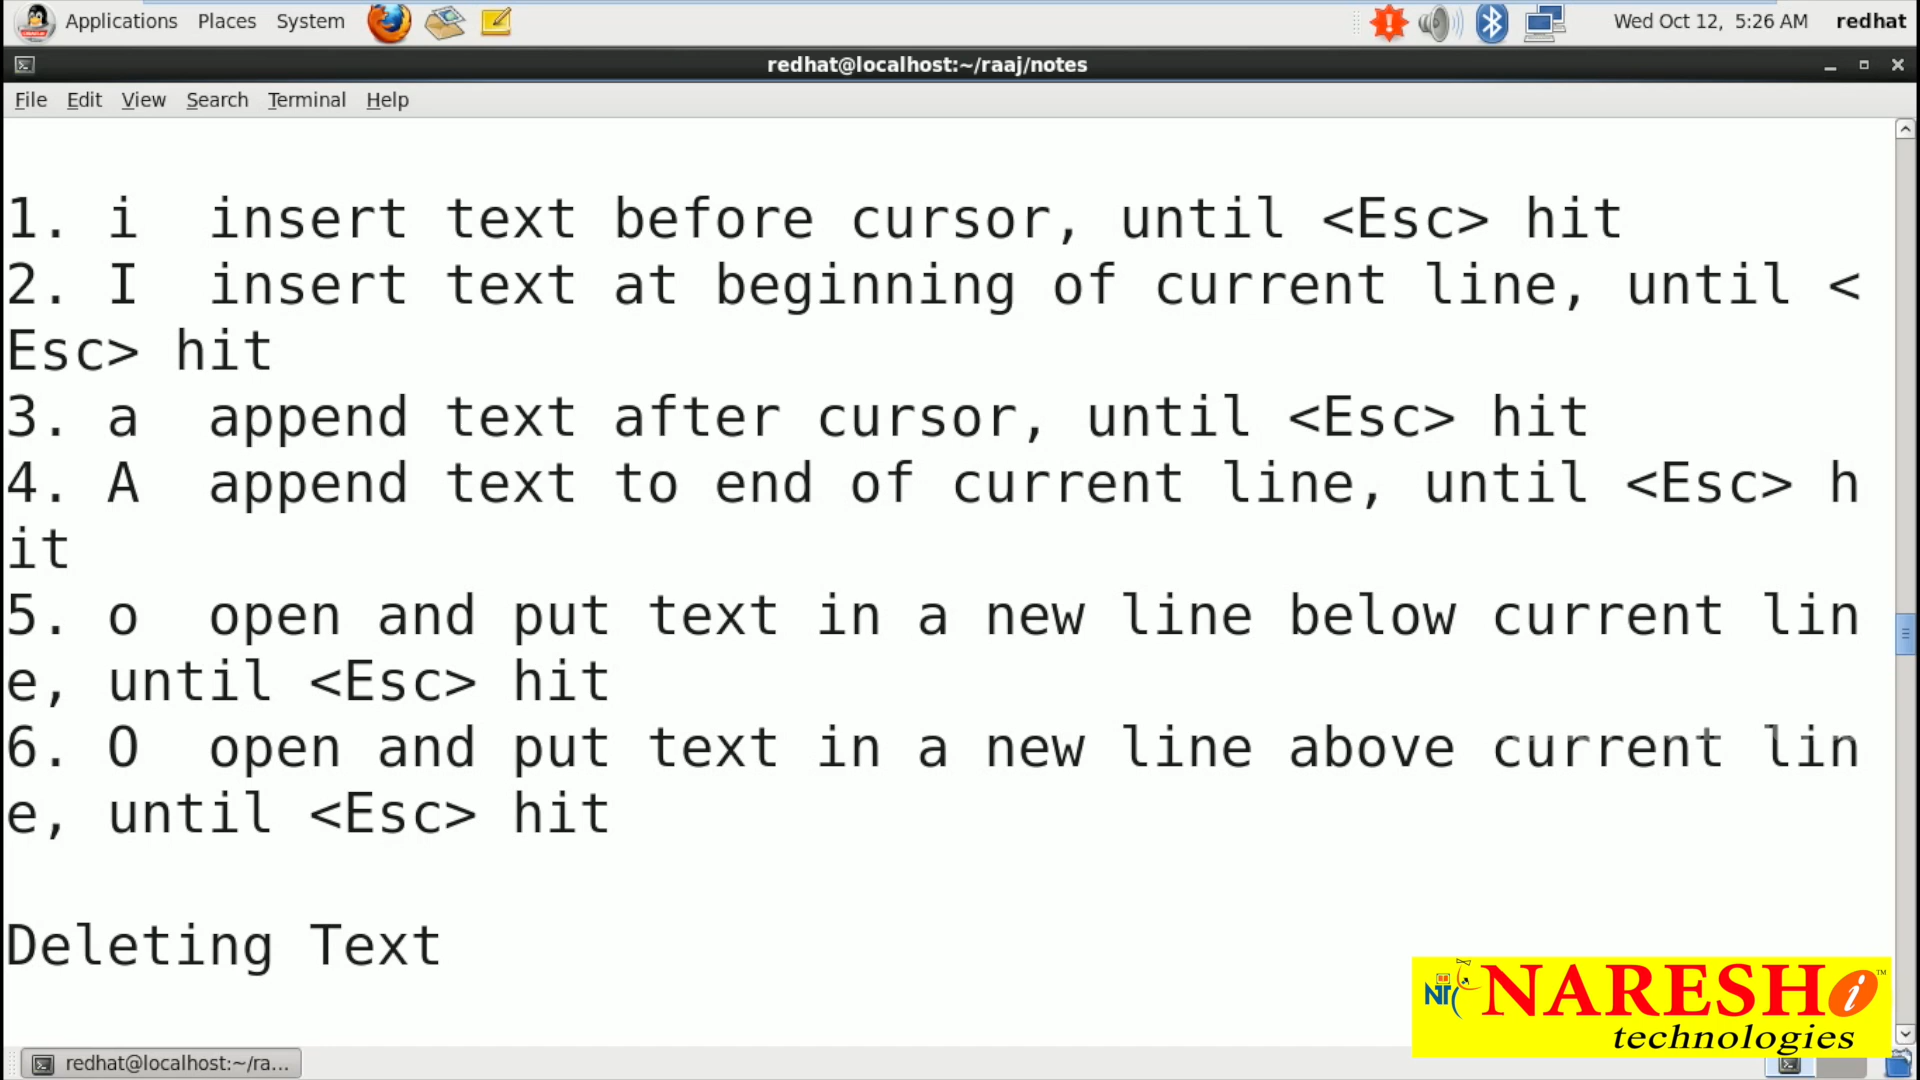 Applications Places System Wed Oct 12, 5:26 AM redhat
redhat@localhost:~/raaj/notes
File Edit View Search Terminal Help
1. i  insert text before cursor, until <Esc> hit
2. I  insert text at beginning of current line, until <
Esc> hit
3. a  append text after cursor, until <Esc> hit
4. A  append text to end of current line, until <Esc> h
it
5. o  open and put text in a new line below current lin
e, until <Esc> hit
6. O  open and put text in a new line above current lin
e, until <Esc> hit
Deleting Text
NARESH i ™
technologies
redhat@localhost:~/ra...